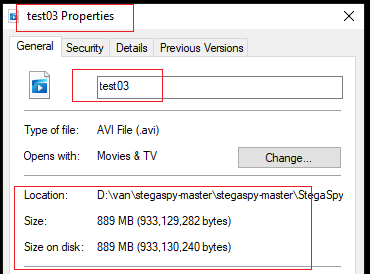 test03 Properties
General Security Details Previous Versions
test03
Type of file: AVI File (.avi)
Opens with: Movies & TV Change...
Location: D:\van\stegaspy-master\stegaspy-master\StegaSpy
Size: 889 MB (933,129,282 bytes)
Size on disk: 889 MB (933,130,240 bytes)